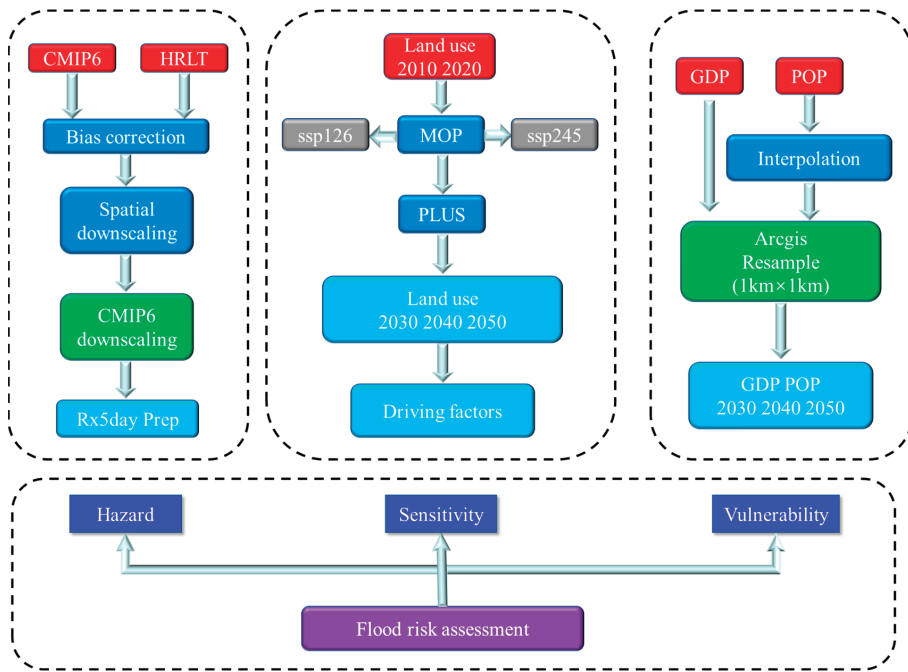 CMIP6
HRLT
Bias correction
Spatial
downscaling
CMIP6
downscaling
Rx5day Prep
Land use
2010 2020
ssp126
MOP
ssp245
PLUS
Land use
2030 2040 2050
Driving factors
GDP
POP
Interpolation
Arcgis
Resample
(1km×1km)
GDP POP
2030 2040 2050
Hazard
Sensitivity
Vulnerability
Flood risk assessment